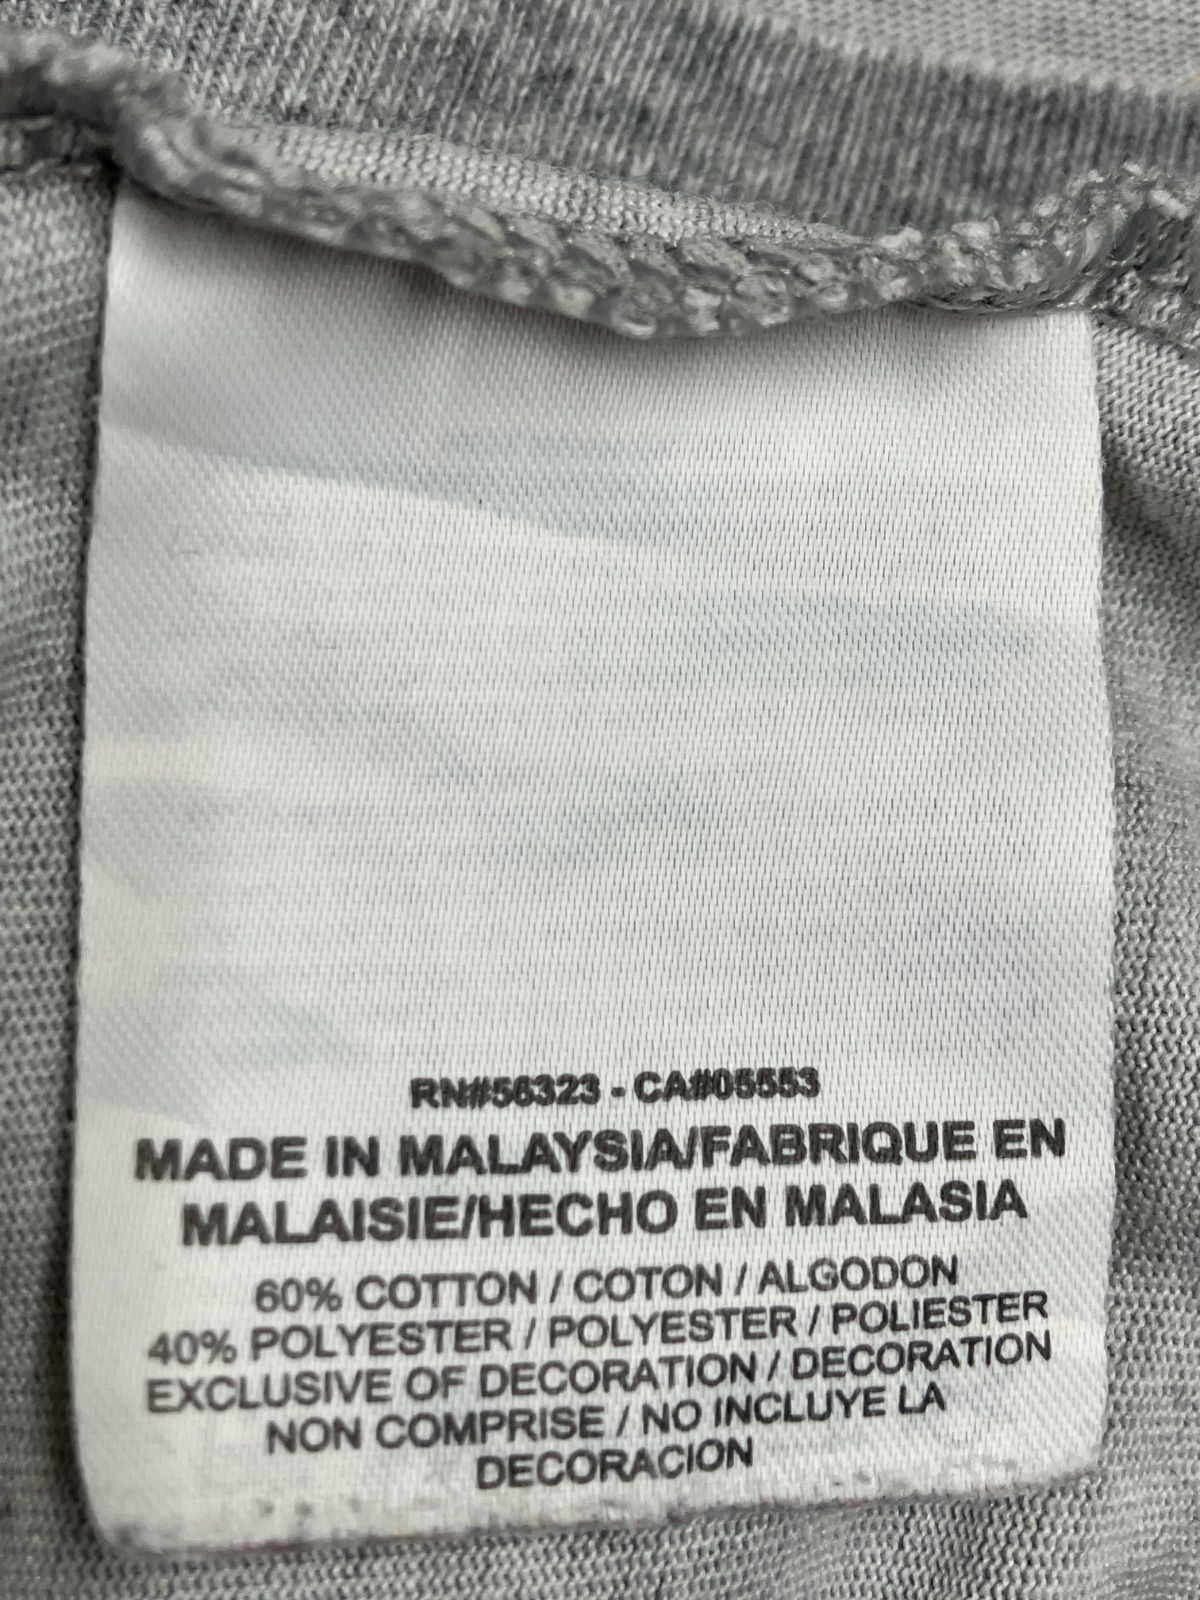 RN#56323 - CA#05553
MADE IN MALAYSIA/FABRIQUE EN
MALAISIE/HECHO EN MALASIA
60% COTTON / COTON / ALGODON
40% POLYESTER / POLYESTER / POLIESTER
EXCLUSIVE OF DECORATION / DECORATION
NON COMPRISE / NO INCLUYE LA
DECORACION